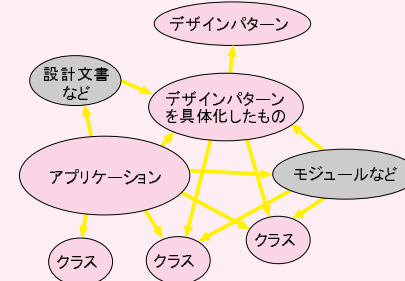 デザインパターン
設計文書
など
デザインパターン
を具体化したもの
アプリケーション
モジュールなど
クラス
クラス
クラス